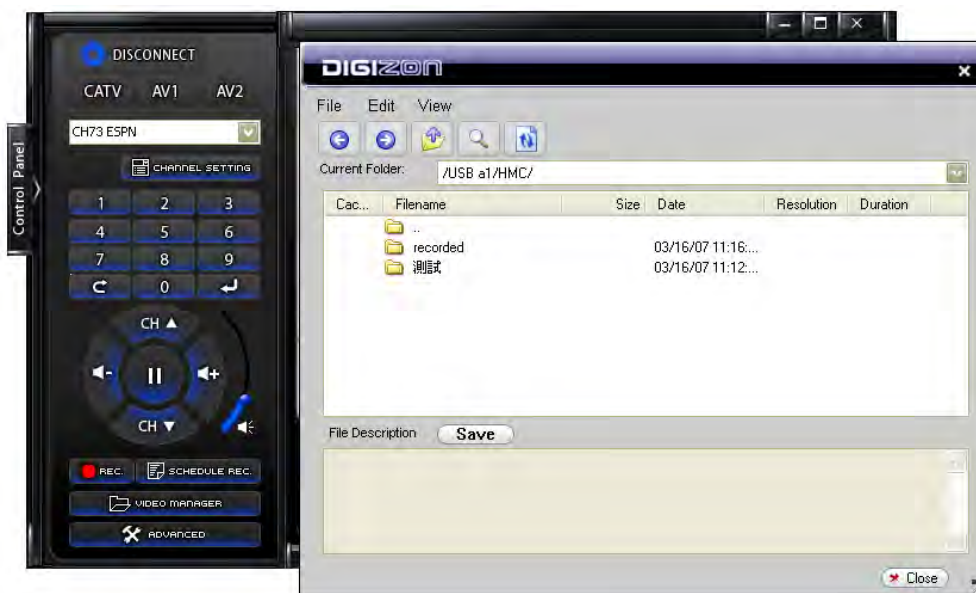 Control Panel
DISCONNECT
CATV AV1 AV2
CH73 ESPN
CHANNEL SETTING
1 2 3
4 5 6
7 8 9
0
CH ▲
CH ▼
REC.
SCHEDULE REC.
VIDEO MANAGER
ADVANCED
DIGIZON
File Edit View
Current Folder: /USB a1/HMC/
Cac... Filename Size Date Resolution Duration
..
recorded 03/16/07 11:16:...
測試 03/16/07 11:12:...
File Description Save
Close